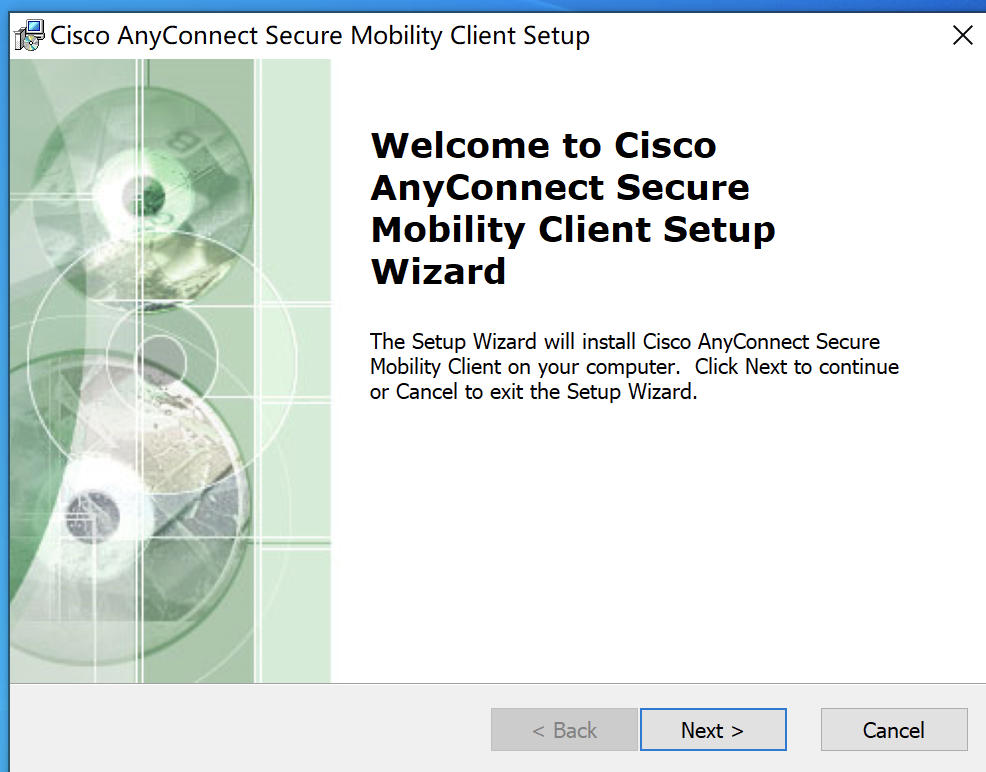 Cisco AnyConnect Secure Mobility Client Setup
Welcome to Cisco
AnyConnect Secure
Mobility Client Setup
Wizard
The Setup Wizard will install Cisco AnyConnect Secure
Mobility Client on your computer.  Click Next to continue
or Cancel to exit the Setup Wizard.
< Back
Next >
Cancel